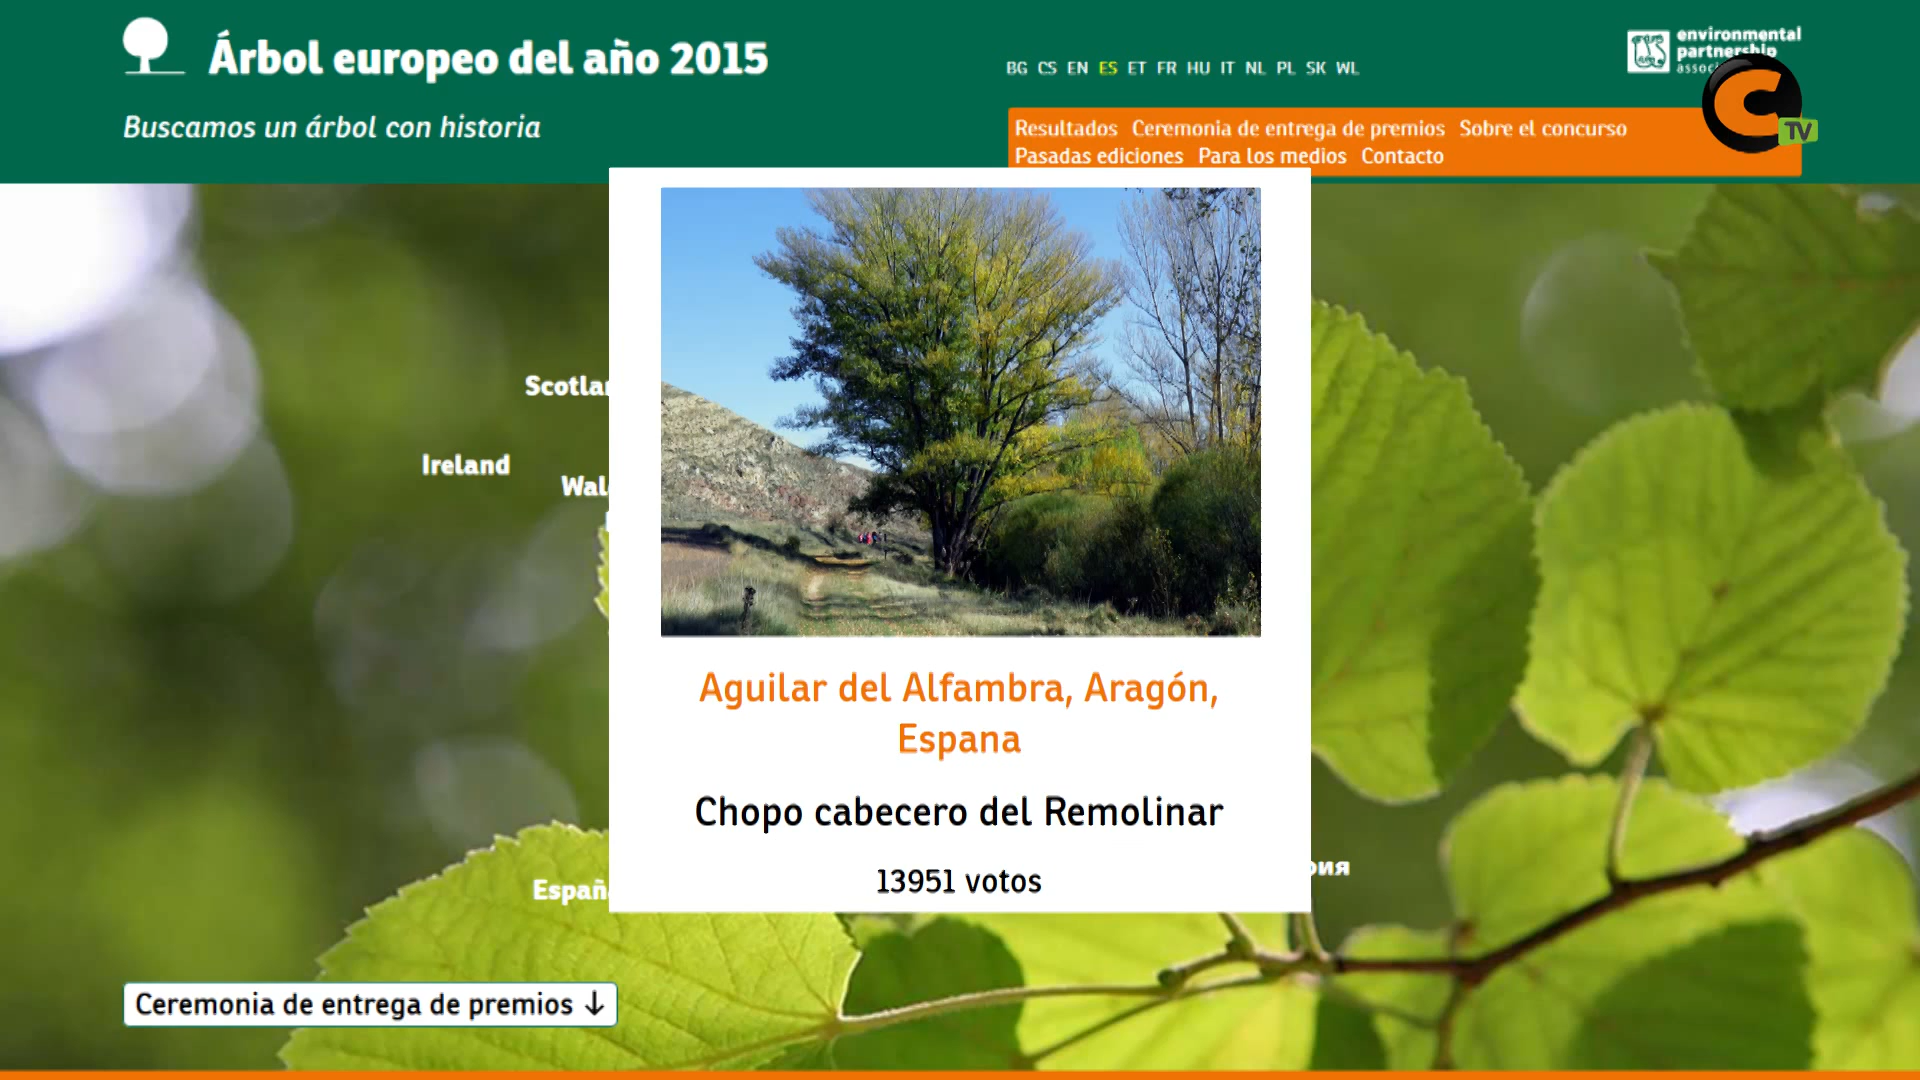 Árbol europeo del año 2015
Buscamos un árbol con historia
BG CS EN ES ET FR HU IT NL PL SK WL
environmental
partnership
Resultados Ceremonia de entrega de premios Sobre el concurso
Pasadas ediciones Para los medios Contacto
C
TV
Scotlan
Ireland
Wal
Aguilar del Alfambra, Aragón,
Espana
Chopo cabecero del Remolinar
13951 votos
España
Ceremonia de entrega de premios ↓